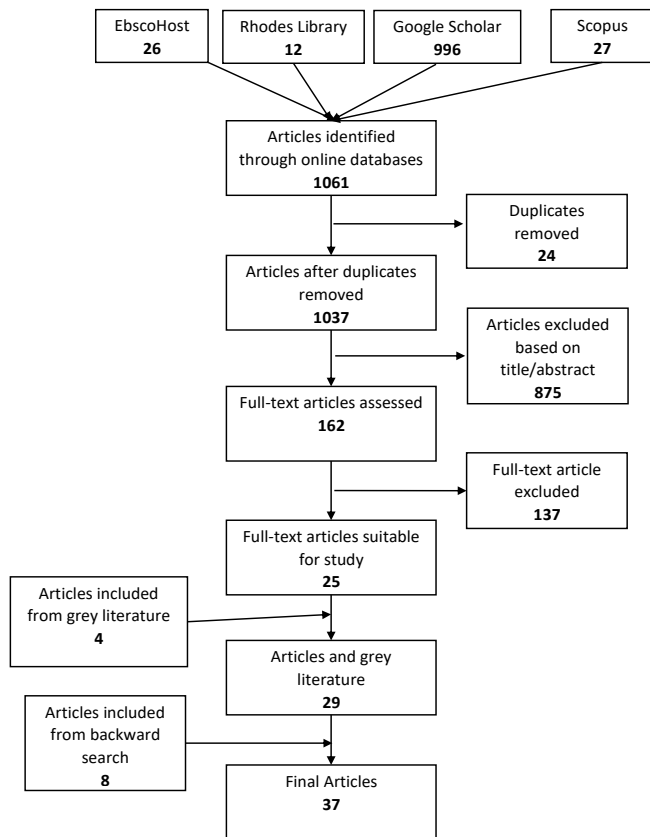 EbscoHost
26
Rhodes Library
12
Google Scholar
996
Scopus
27
Articles identified
through online databases
1061
Duplicates
removed
24
Articles after duplicates
removed
1037
Articles excluded
based on
title/abstract
875
Full-text articles assessed
162
Full-text article
excluded
137
Full-text articles suitable
for study
25
Articles included
from grey literature
4
Articles and grey
literature
29
Articles included
from backward
search
8
Final Articles
37